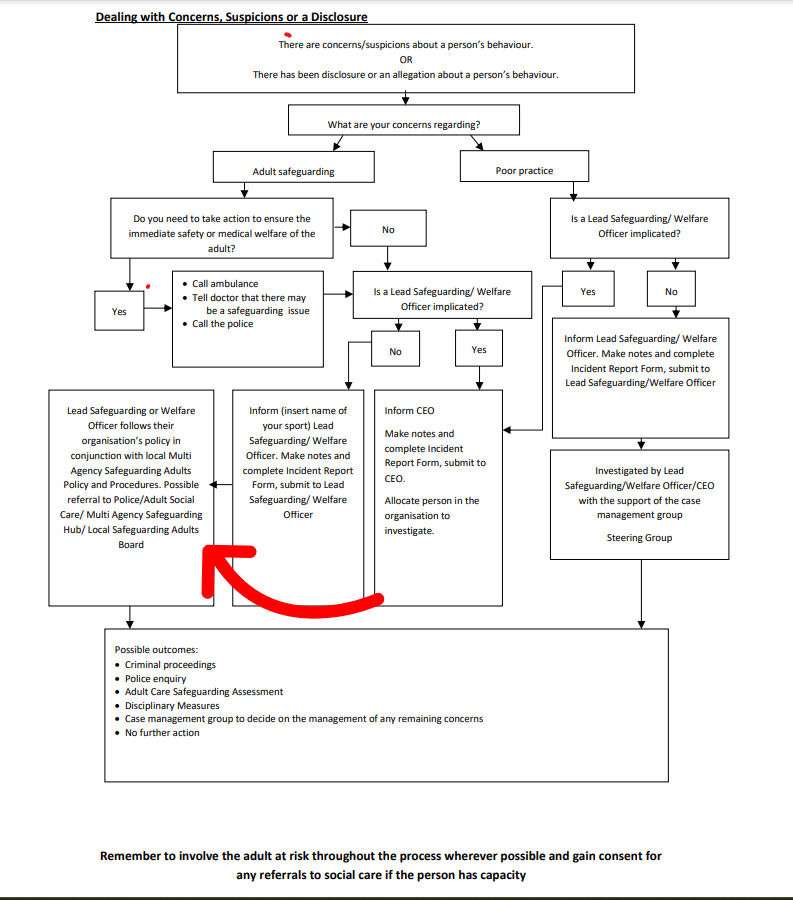 Dealing with Concerns, Suspicions or a Disclosure
There are concerns/suspicions about a person's behaviour.
OR
There has been disclosure or an allegation about a person's behaviour.
What are your concerns regarding?
Adult safeguarding
Poor practice
Do you need to take action to ensure the
immediate safety or medical welfare of the
adult?
No
Is a Lead Safeguarding/ Welfare
Officer implicated?
Yes
• Call ambulance
• Tell doctor that there may
be a safeguarding issue
• Call the police
Is a Lead Safeguarding/ Welfare
Officer implicated?
Yes
No
No
Yes
Inform Lead Safeguarding/ Welfare
Officer. Make notes and complete
Incident Report Form, submit to
Lead Safeguarding/Welfare Officer
Lead Safeguarding or Welfare
Officer follows their
organisation's policy in
conjunction with local Multi
Agency Safeguarding Adults
Policy and Procedures. Possible
referral to Police/Adult Social
Care/ Multi Agency Safeguarding
Hub/ Local Safeguarding Adults
Board
Inform (insert name of
your sport) Lead
Safeguarding/ Welfare
Officer. Make notes and
complete Incident Report
Form, submit to Lead
Safeguarding/ Welfare
Officer
Inform CEO
Make notes and
complete Incident
Report Form, submit to
CEO.
Allocate person in the
organisation to
investigate.
Investigated by Lead
Safeguarding/Welfare Officer/CEO
with the support of the case
management group
Steering Group
Possible outcomes:
• Criminal proceedings
• Police enquiry
• Adult Care Safeguarding Assessment
• Disciplinary Measures
• Case management group to decide on the management of any remaining concerns
• No further action
Remember to involve the adult at risk throughout the process wherever possible and gain consent for
any referrals to social care if the person has capacity